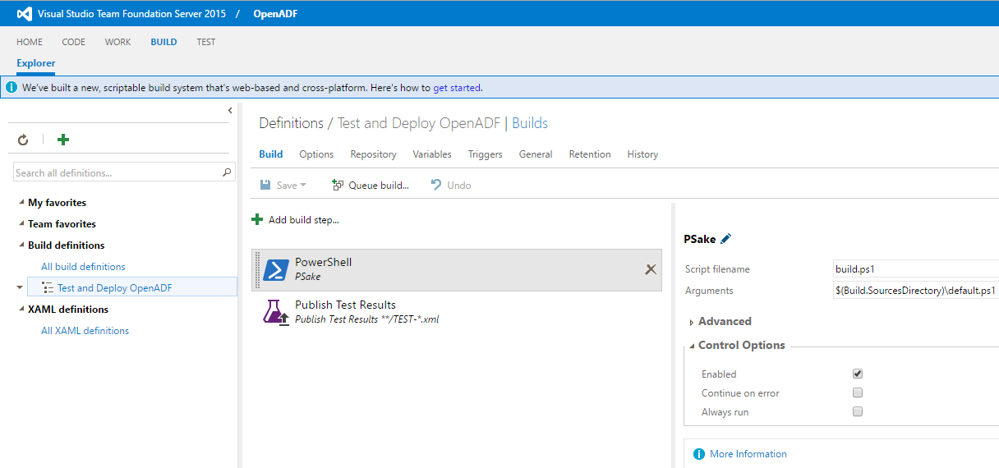 Visual Studio Team Foundation Server 2015 / OpenADF
HOME CODE WORK BUILD TEST
Explorer
We've built a new, scriptable build system that's web-based and cross-platform. Here's how to get started.
Search all definitions...
My favorites
Team favorites
Build definitions
All build definitions
Test and Deploy OpenADF
XAML definitions
All XAML definitions
Definitions / Test and Deploy OpenADF | Builds
Build Options Repository Variables Triggers General Retention History
Save Queue build... Undo
Add build step...
PowerShell
PSake
Publish Test Results
Publish Test Results **/TEST-*.xml
PSake
Script filename build.ps1
Arguments $(Build.SourcesDirectory)\default.ps1
Advanced
Control Options
Enabled
Continue on error
Always run
More Information